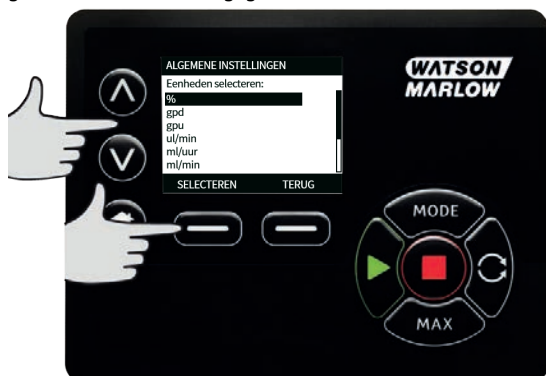 ALGEMENE INSTELLINGEN
Eenheden selecteren:
%
gpd
gpu
ul/min
ml/uur
ml/min
SELECTEREN TERUG
WATSON
MARLOW
MODE
MAX